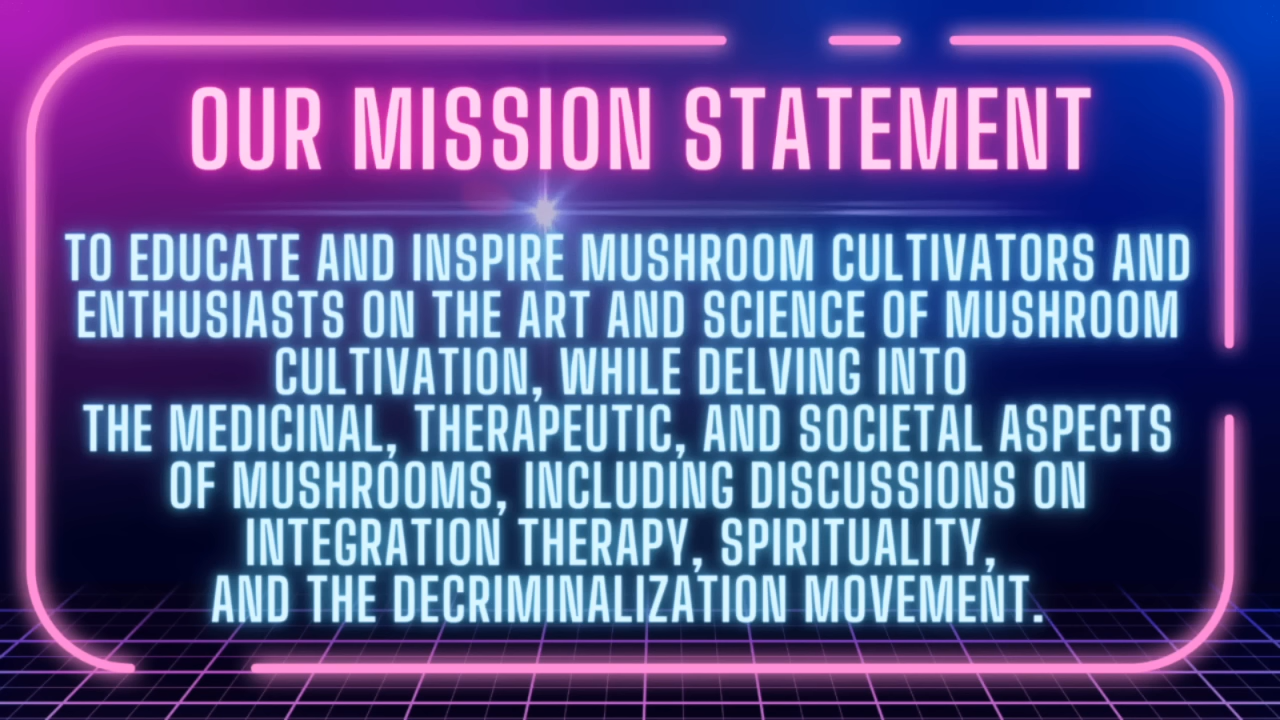 OUR MISSION STATEMENT
TO EDUCATE AND INSPIRE MUSHROOM CULTIVATORS AND
ENTHUSIASTS ON THE ART AND SCIENCE OF MUSHROOM
CULTIVATION, WHILE DELVING INTO
THE MEDICINAL, THERAPEUTIC, AND SOCIETAL ASPECTS
OF MUSHROOMS, INCLUDING DISCUSSIONS ON
INTEGRATION THERAPY, SPIRITUALITY,
AND THE DECRIMINALIZATION MOVEMENT.